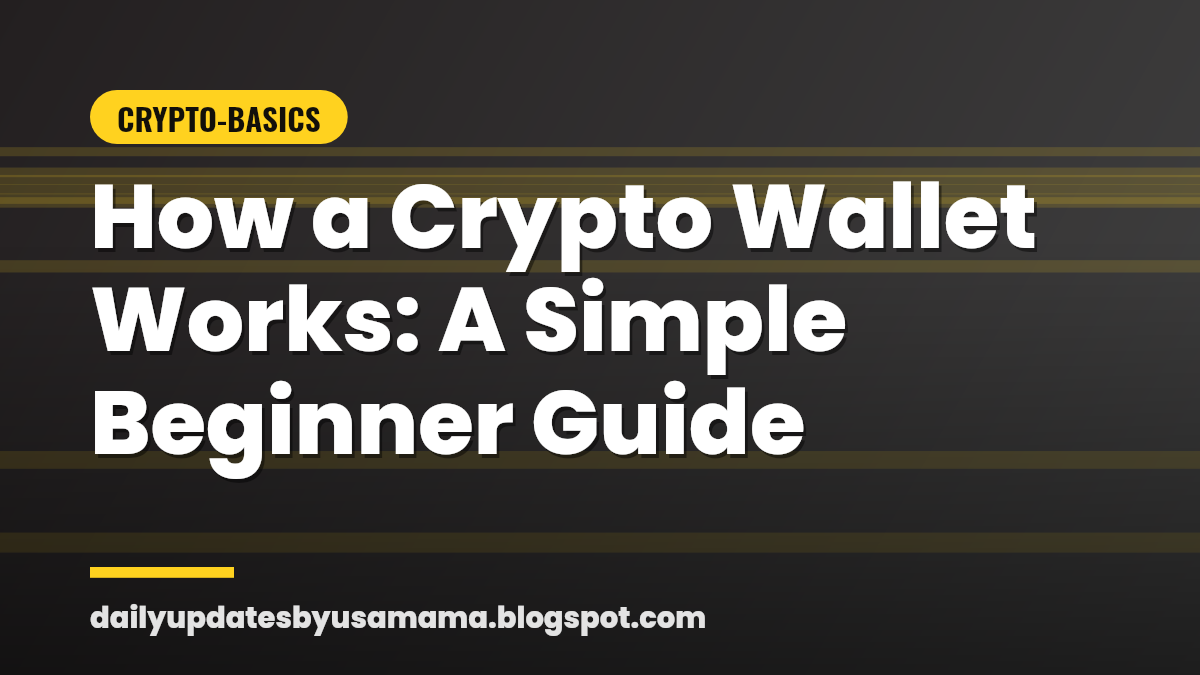 CRYPTO-BASICS
How a Crypto Wallet
Works: A Simple
Beginner Guide
dailyupdatesbyusamama.blogspot.com